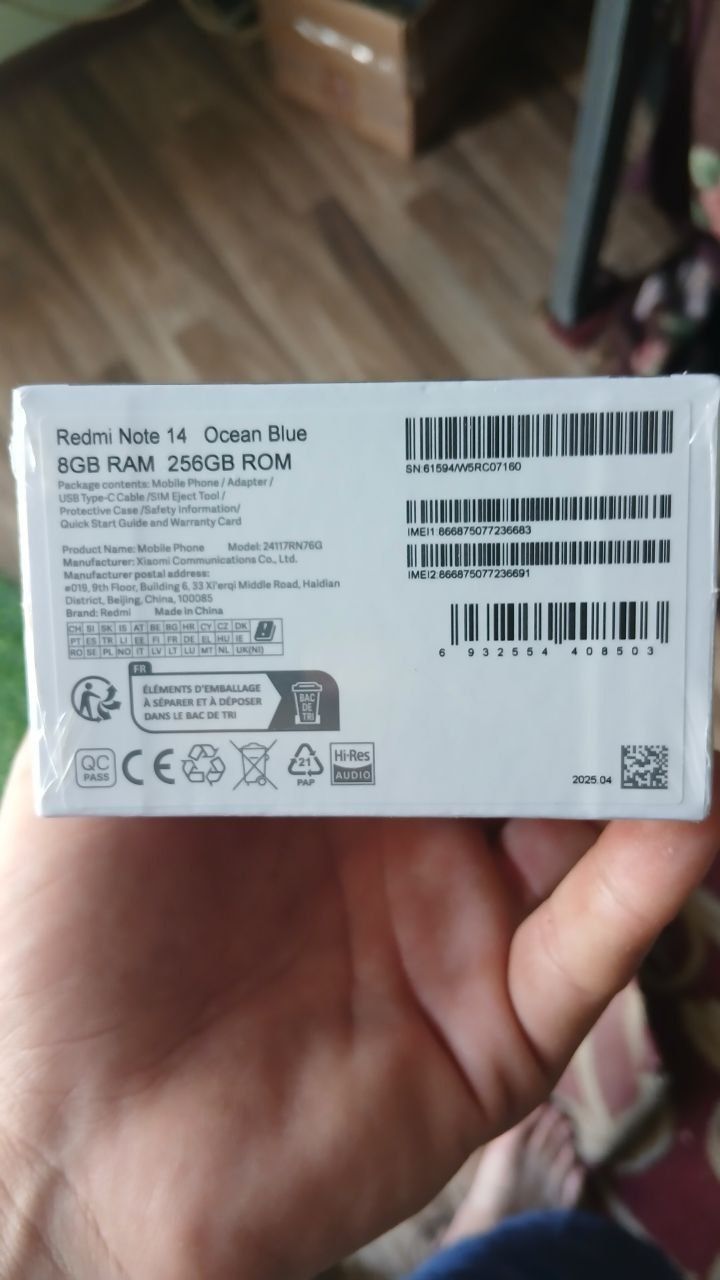 Redmi Note 14 Ocean Blue
8GB RAM 256GB ROM
Package contents: Mobile Phone / Adapter /
USB Type-C Cable /SIM Eject Tool /
Protective Case /Safety Information/
Quick Start Guide and Warranty Card
Product Name: Mobile Phone Model: 24117RN76G
Manufacturer: Xiaomi Communications Co., Ltd.
Manufacturer postal address:
#019, 9th Floor, Building 6, 33 Xi'erqi Middle Road, Haidian
District, Beijing, China, 100085
Brand: Redmi Made in China
CH SI SK IS AT BE BG HR CY CZ DK
PT ES TR LI EE FI FR DE EL HU IE
RO SE PL NO IT LV LT LU MT NL UK(NI)
FR
ÉLÉMENTS D'EMBALLAGE
À SÉPARER ET À DÉPOSER
DANS LE BAC DE TRI
BAC
DE
TRI
QC
PASS
CE
21
PAP
Hi-Res
AUDIO
SN:61594/W5RC07160
IMEI1:866875077236683
IMEI2:866875077236691
6 932554 408503
2025.04